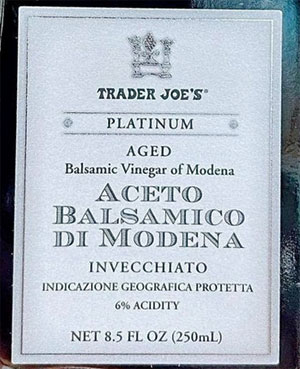 TRADER JOE'S®
PLATINUM
AGED
Balsamic Vinegar of Modena
ACETO
BALSAMICO
DI MODENA
INVECCHIATO
INDICAZIONE GEOGRAFICA PROTETTA
6% ACIDITY
NET 8.5 FL OZ (250mL)